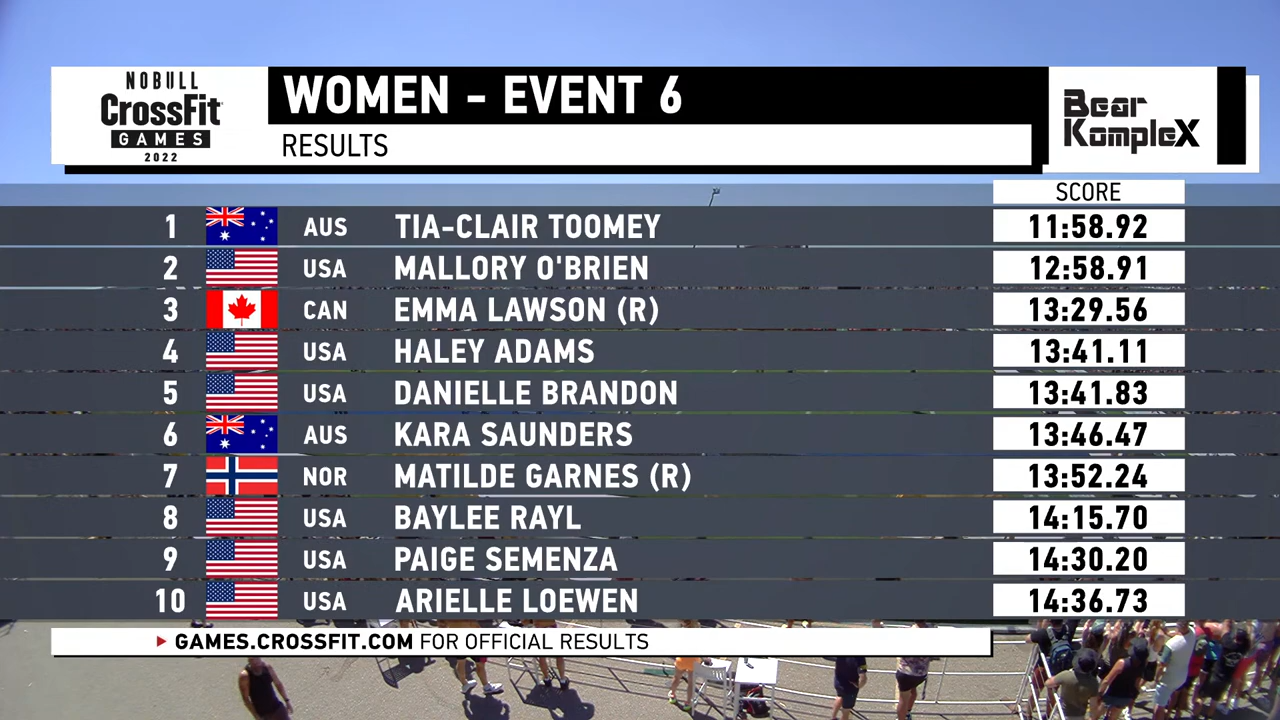 NOBULL
CrossFit
GAMES
2022
WOMEN - EVENT 6
RESULTS
Bear
KompleX
SCORE
1 AUS TIA-CLAIR TOOMEY 11:58.92
2 USA MALLORY O'BRIEN 12:58.91
3 CAN EMMA LAWSON (R) 13:29.56
4 USA HALEY ADAMS 13:41.11
5 USA DANIELLE BRANDON 13:41.83
6 AUS KARA SAUNDERS 13:46.47
7 NOR MATILDE GARNES (R) 13:52.24
8 USA BAYLEE RAYL 14:15.70
9 USA PAIGE SEMENZA 14:30.20
10 USA ARIELLE LOEWEN 14:36.73
GAMES.CROSSFIT.COM FOR OFFICIAL RESULTS